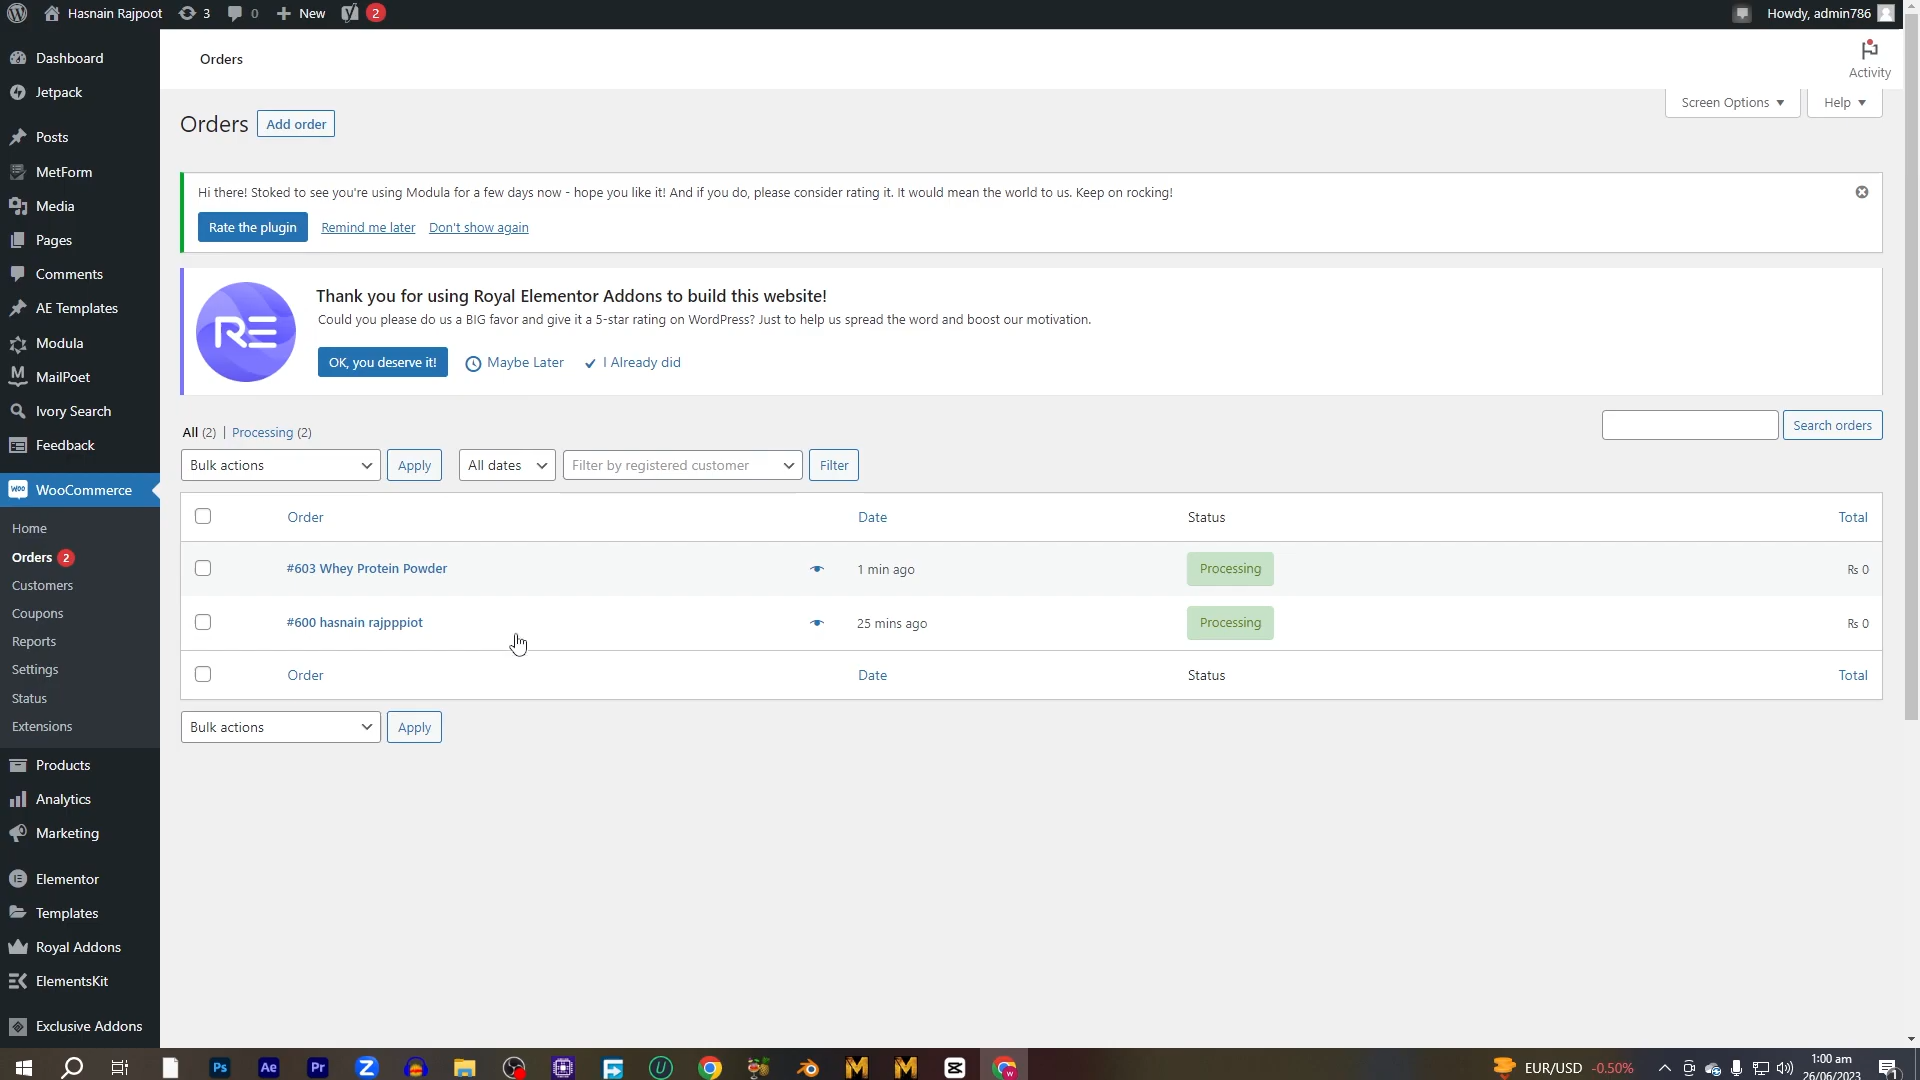 Hasnain Rajpoot 3 0 New 2 Howdy, admin786
Dashboard
Jetpack
Posts
MetForm
Media
Pages
Comments
AE Templates
Modula
MailPoet
Ivory Search
Feedback
WooCommerce
Home
Orders 2
Customers
Coupons
Reports
Settings
Status
Extensions
Products
Analytics
Marketing
Elementor
Templates
Royal Addons
ElementsKit
Exclusive Addons
Orders
Activity
Screen Options Help
Orders Add order
Hi there! Stoked to see you're using Modula for a few days now - hope you like it! And if you do, please consider rating it. It would mean the world to us. Keep on rocking!
Rate the plugin Remind me later Don't show again
RE
Thank you for using Royal Elementor Addons to build this website!
Could you please do us a BIG favor and give it a 5-star rating on WordPress? Just to help us spread the word and boost our motivation.
OK, you deserve it! Maybe Later I Already did
All (2) | Processing (2)
Search orders
Bulk actions Apply All dates Filter by registered customer Filter
Order Date Status Total
#603 Whey Protein Powder 1 min ago Processing Rs 0
#600 hasnain rajpppiot 25 mins ago Processing Rs 0
Order Date Status Total
Bulk actions Apply
Ps Ae Pr EUR/USD -0.50% 1:00 am
26/06/2023